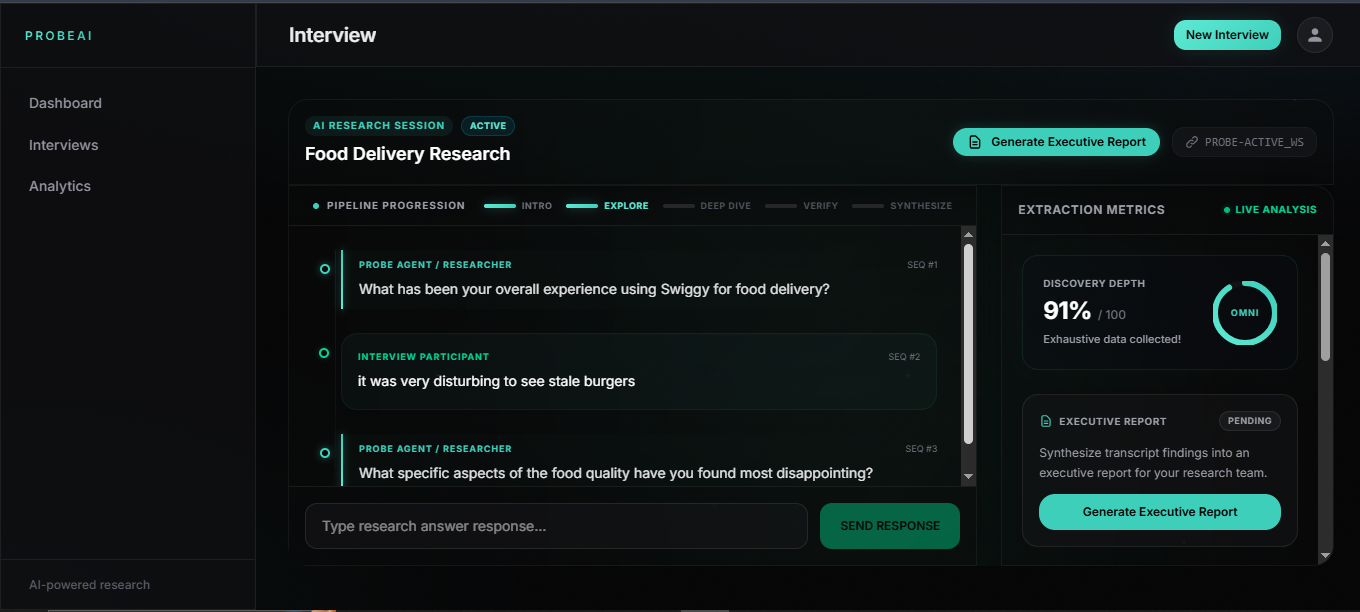 PROBEAI
Interview
New Interview
Dashboard
Interviews
Analytics
AI RESEARCH SESSION
ACTIVE
Food Delivery Research
Generate Executive Report
PROBE-ACTIVE_WS
PIPELINE PROGRESSION
INTRO
EXPLORE
DEEP DIVE
VERIFY
SYNTHESIZE
PROBE AGENT / RESEARCHER
SEQ #1
What has been your overall experience using Swiggy for food delivery?
INTERVIEW PARTICIPANT
SEQ #2
it was very disturbing to see stale burgers
PROBE AGENT / RESEARCHER
SEQ #3
What specific aspects of the food quality have you found most disappointing?
Type research answer response...
SEND RESPONSE
EXTRACTION METRICS
LIVE ANALYSIS
DISCOVERY DEPTH
91% / 100
Exhaustive data collected!
OMNI
EXECUTIVE REPORT
PENDING
Synthesize transcript findings into an
executive report for your research team.
Generate Executive Report
AI-powered research